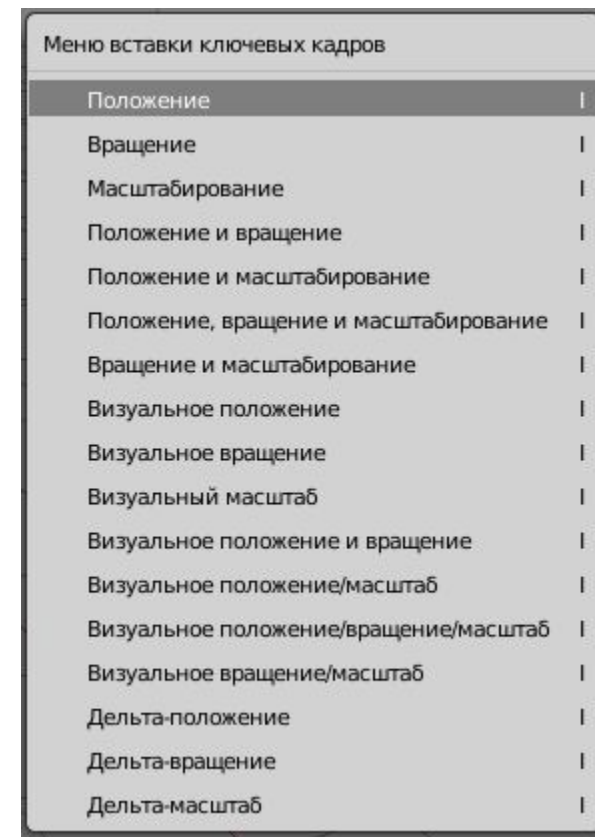 Меню вставки ключевых кадров
Положение I
Вращение I
Масштабирование I
Положение и вращение I
Положение и масштабирование I
Положение, вращение и масштабирование I
Вращение и масштабирование I
Визуальное положение I
Визуальное вращение I
Визуальный масштаб I
Визуальное положение и вращение I
Визуальное положение/масштаб I
Визуальное положение/вращение/масштаб I
Визуальное вращение/масштаб I
Дельта-положение I
Дельта-вращение I
Дельта-масштаб I